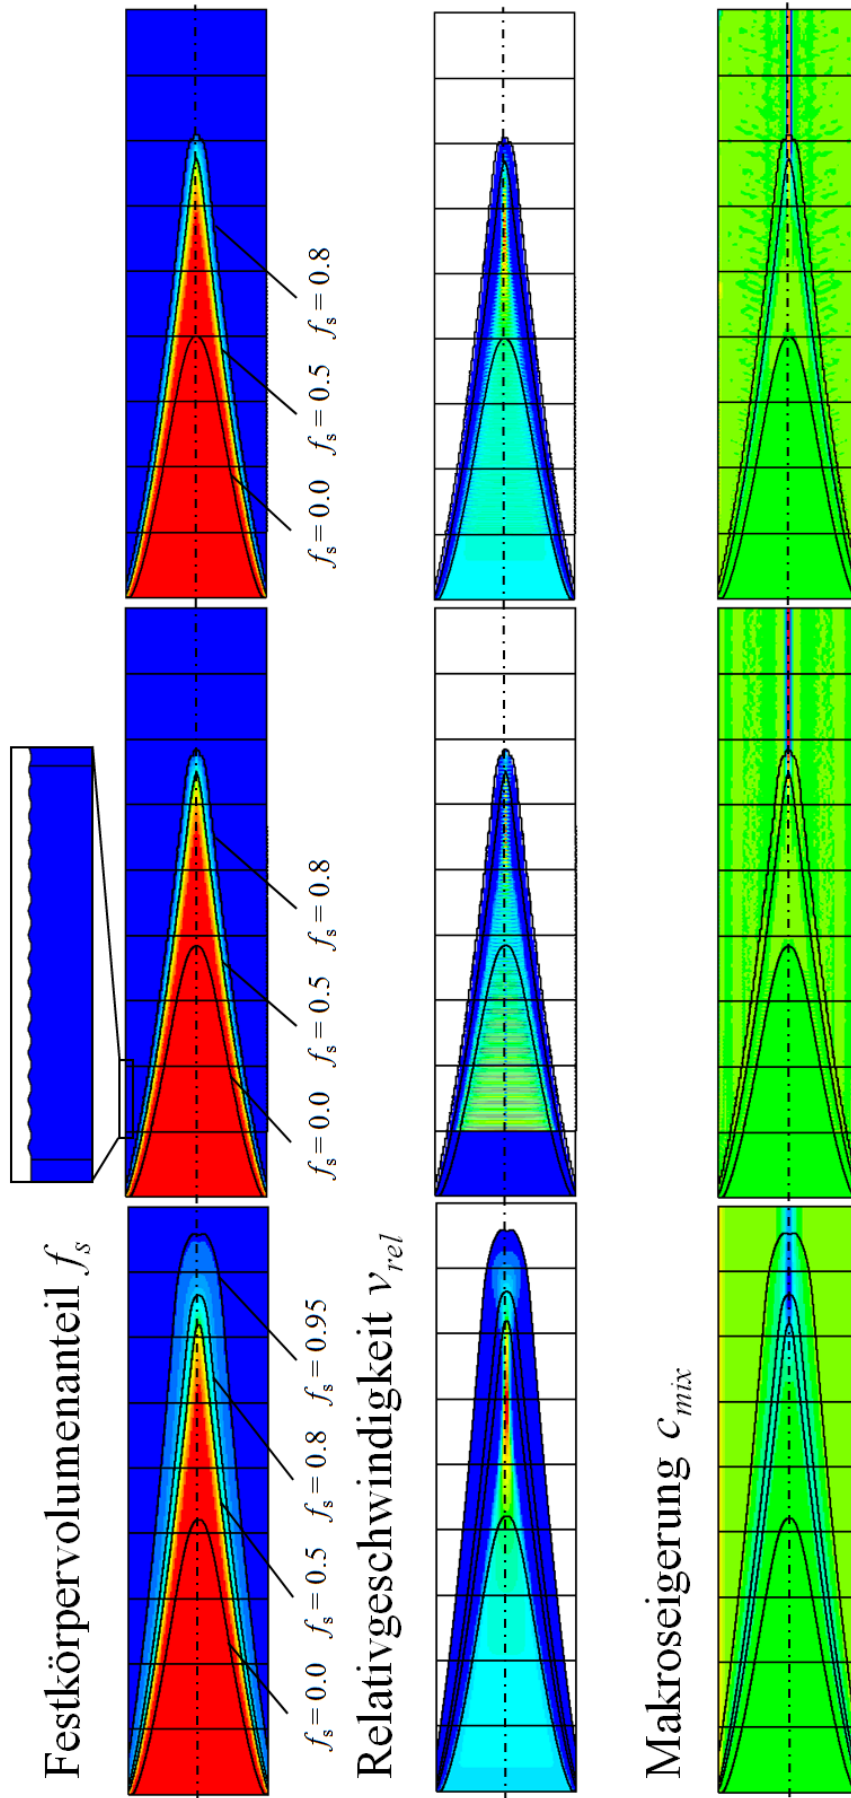 Festkörpervolumenanteil f_s
f_s=0.0 f_s=0.5 f_s=0.8 f_s=0.95
f_s=0.0 f_s=0.5 f_s=0.8
f_s=0.0 f_s=0.5 f_s=0.8
Relativgeschwindigkeit v_rel
Makroseigerung c_mix